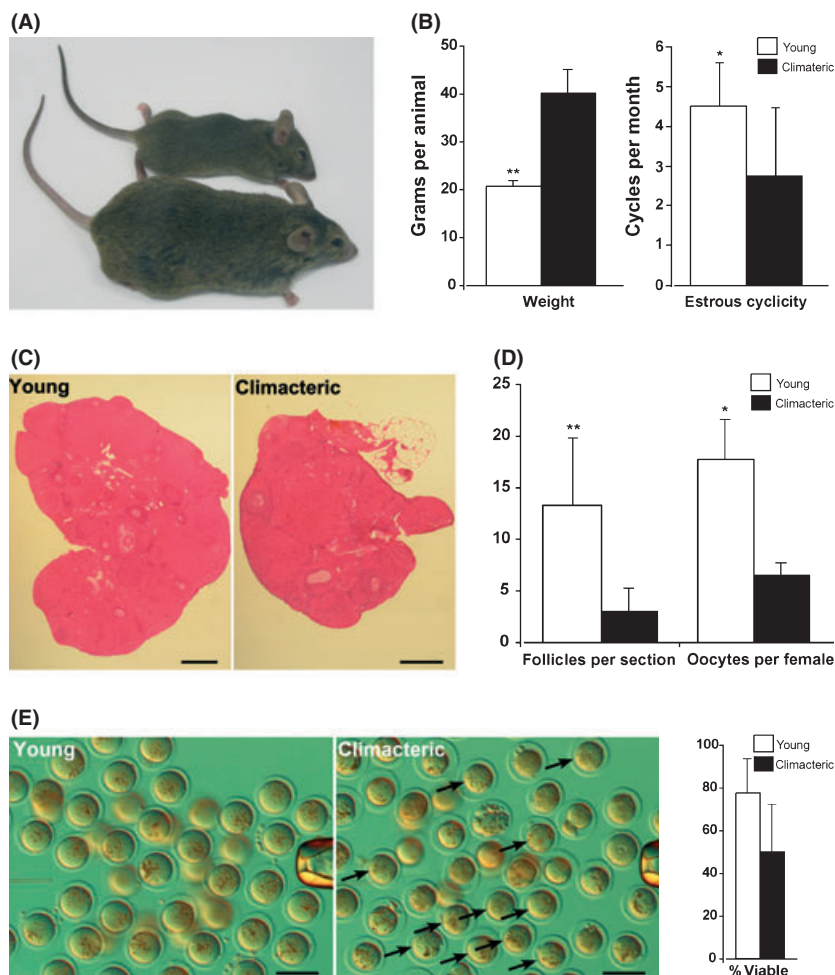 (A)
(B)
Grams per animal
50
40
30
20
10
0
**
Weight
Cycles per month
6
5
4
3
2
1
0
*
Estrous cyclicity
Young
Climateric
(C)
Young
Climacteric
(D)
25
20
15
10
5
0
**
*
Young
Climacteric
Follicles per section
Oocytes per female
(E)
Young
Climacteric
100
80
60
40
20
0
Young
Climacteric
% Viable